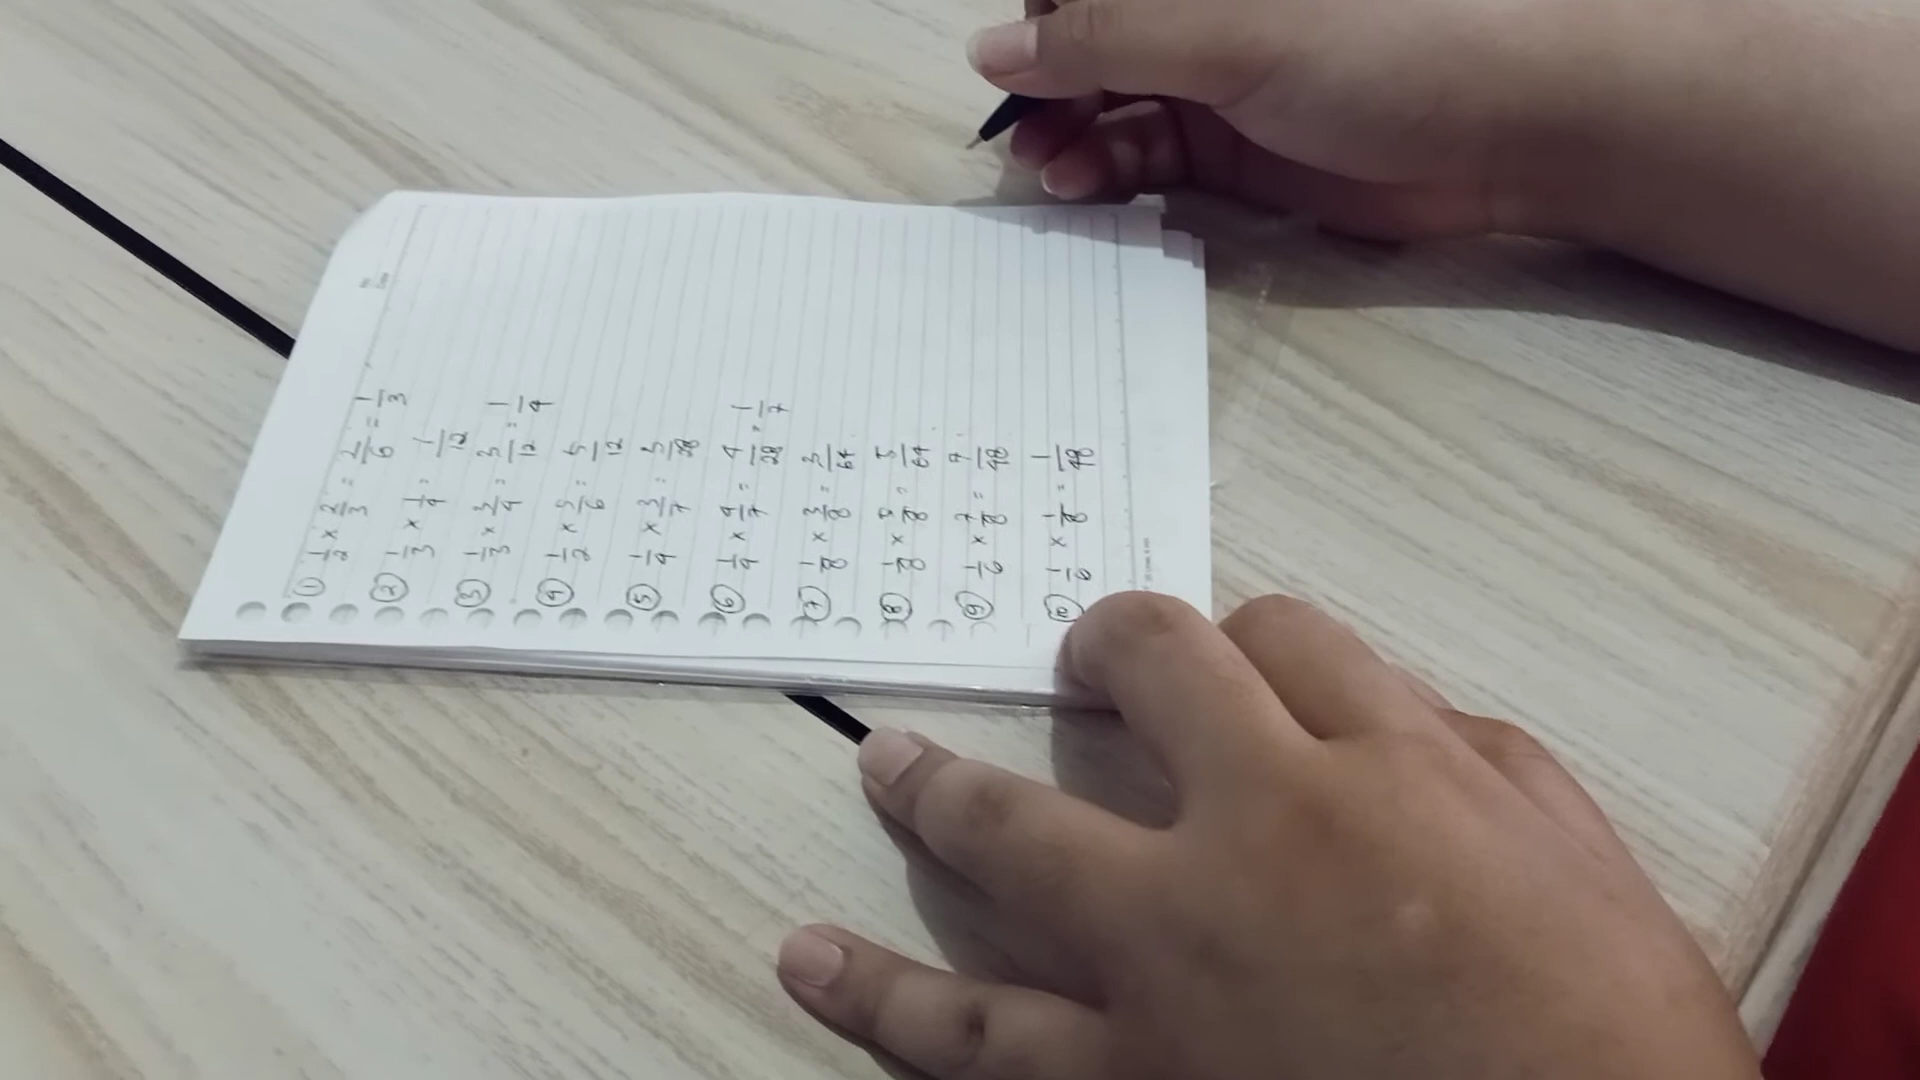 ① 1/2 × 2/3 = 2/6 = 1/3
② 1/3 × 1/4 = 1/12
③ 1/3 × 3/4 = 3/12 = 1/4
④ 1/2 × 5/6 = 5/12
⑤ 1/4 × 3/7 = 3/28
⑥ 1/4 × 4/7 = 4/28 = 1/7
⑦ 1/8 × 3/8 = 3/64
⑧ 1/8 × 5/8 = 5/64
⑨ 1/6 × 7/8 = 7/48
⑩ 1/6 × 1/8 = 1/48